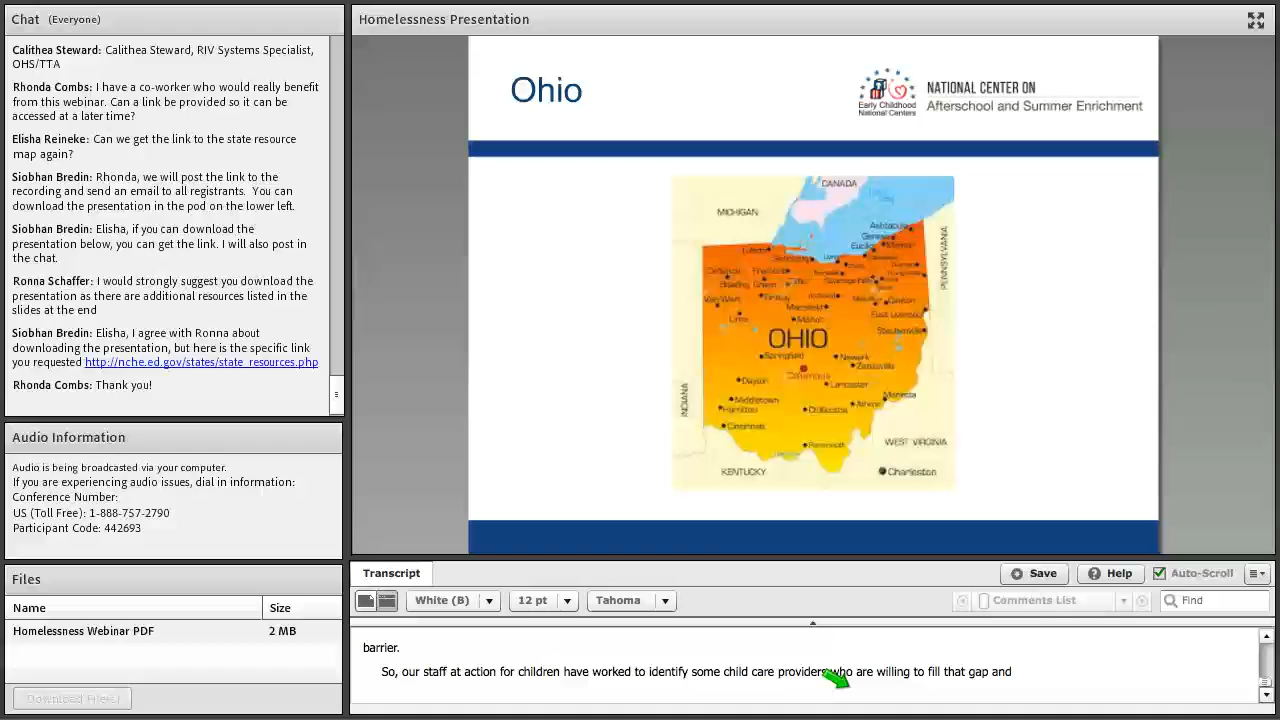 Chat (Everyone)
Calithea Steward: Calithea Steward, RIV Systems Specialist,
OHS/TTA
Rhonda Combs: I have a co-worker who would really benefit
from this webinar. Can a link be provided so it can be
accessed at a later time?
Elisha Reineke: Can we get the link to the state resource
map again?
Siobhan Bredin: Rhonda, we will post the link to the
recording and send an email to all registrants. You can
download the presentation in the pod on the lower left.
Siobhan Bredin: Elisha, if you can download the
presentation below, you can get the link. I will also post in
the chat.
I would strongly suggest you download the
presentation as there are additional resources listed in the
slides at the end
Siobhan Bredin: Elisha, I agree with Ronna about
downloading the presentation, but here is the specific link
you requested http://nche.ed.gov/states/state_resources.php
Rhonda Combs: Thank you!
Audio Information
Audio is being broadcasted via your computer.
If you are experiencing audio issues, dial in information:
Conference Number:
US (Toll Free): 1-888-757-2790
Participant Code: 442693
Files
Name Size
Homelessness Webinar PDF 2 MB
Download File(s)
Homelessness Presentation
Ohio
Early Childhood
National Centers
NATIONAL CENTER ON
Afterschool and Summer Enrichment
CANADA
MICHIGAN
Ashtabula
PENNSYLVANIA
Toledo
Lima
Canton
Mansfield
East Liverpool
Steubenville
OHIO
Springfield
Newark
Zanesville
Columbus
Dayton
Lancaster
Middletown
Athens
Marietta
Hamilton
Chillicothe
INDIANA
Cincinnati
Portsmouth
WEST VIRGINIA
KENTUCKY
Charleston
Transcript
Save
Help
Auto-Scroll
White (B)
12 pt
Tahoma
Comments List
Find
barrier.
So, our staff at action for children have worked to identify some child care providers who are willing to fill that gap and